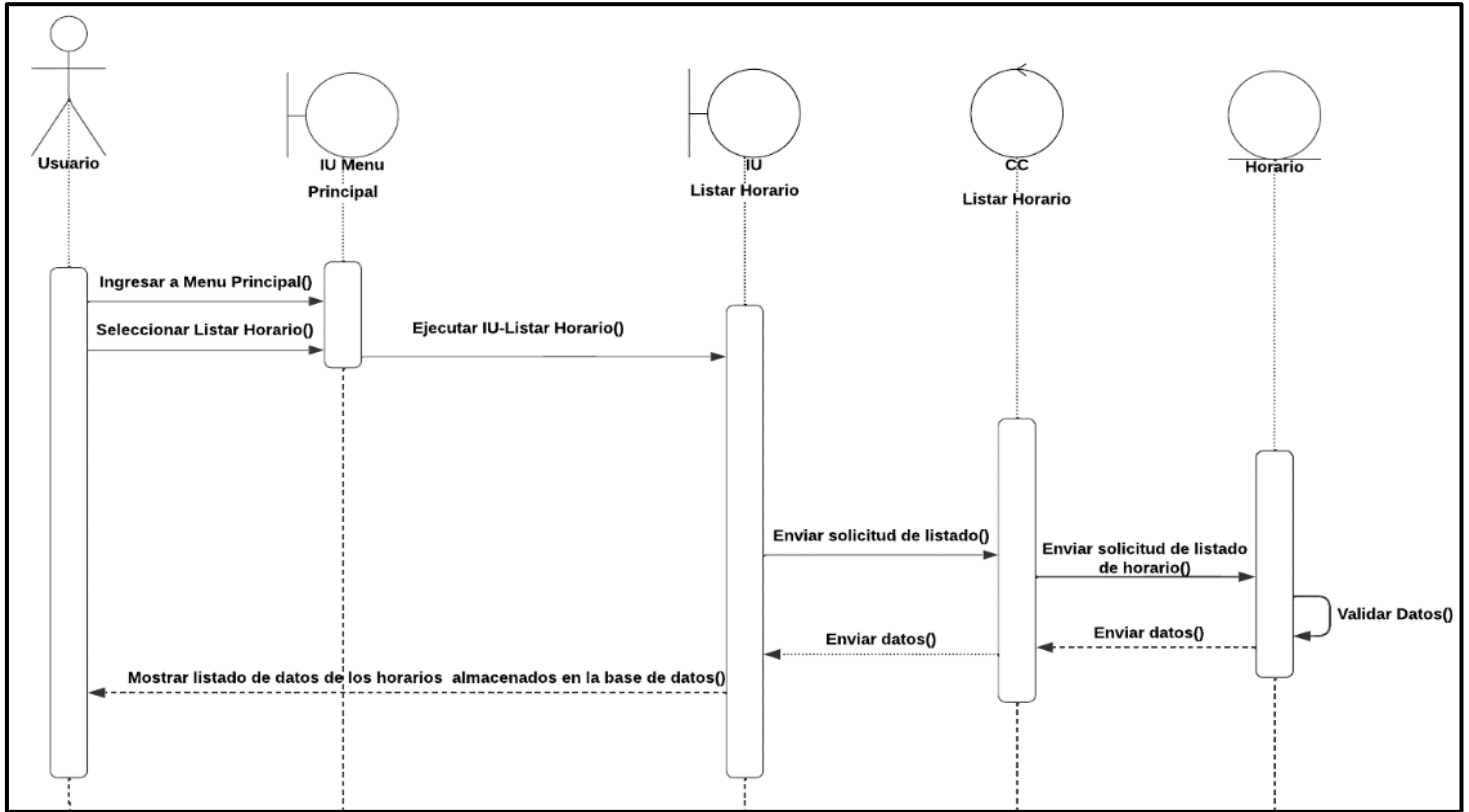 Usuario
IU Menu
Principal
IU
Listar Horario
CC
Listar Horario
Horario
Ingresar a Menu Principal()
Seleccionar Listar Horario()
Ejecutar IU-Listar Horario()
Enviar solicitud de listado()
Enviar solicitud de listado
de horario()
Validar Datos()
Enviar datos()
Enviar datos()
Mostrar listado de datos de los horarios almacenados en la base de datos()